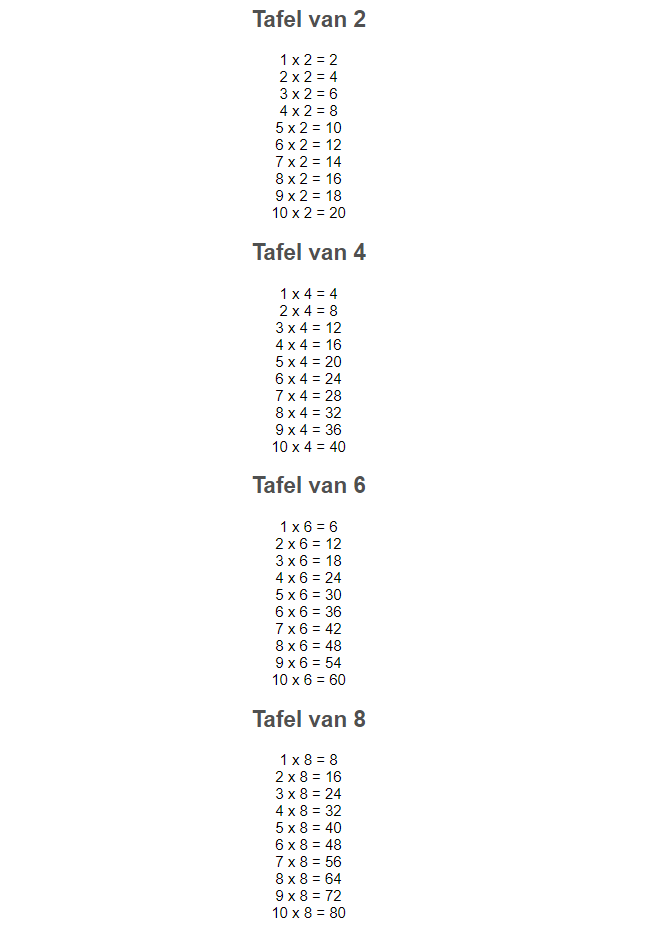 Tafel van 2
1 x 2 = 2
2 x 2 = 4
3 x 2 = 6
4 x 2 = 8
5 x 2 = 10
6 x 2 = 12
7 x 2 = 14
8 x 2 = 16
9 x 2 = 18
10 x 2 = 20
Tafel van 4
1 x 4 = 4
2 x 4 = 8
3 x 4 = 12
4 x 4 = 16
5 x 4 = 20
6 x 4 = 24
7 x 4 = 28
8 x 4 = 32
9 x 4 = 36
10 x 4 = 40
Tafel van 6
1 x 6 = 6
2 x 6 = 12
3 x 6 = 18
4 x 6 = 24
5 x 6 = 30
6 x 6 = 36
7 x 6 = 42
8 x 6 = 48
9 x 6 = 54
10 x 6 = 60
Tafel van 8
1 x 8 = 8
2 x 8 = 16
3 x 8 = 24
4 x 8 = 32
5 x 8 = 40
6 x 8 = 48
7 x 8 = 56
8 x 8 = 64
9 x 8 = 72
10 x 8 = 80